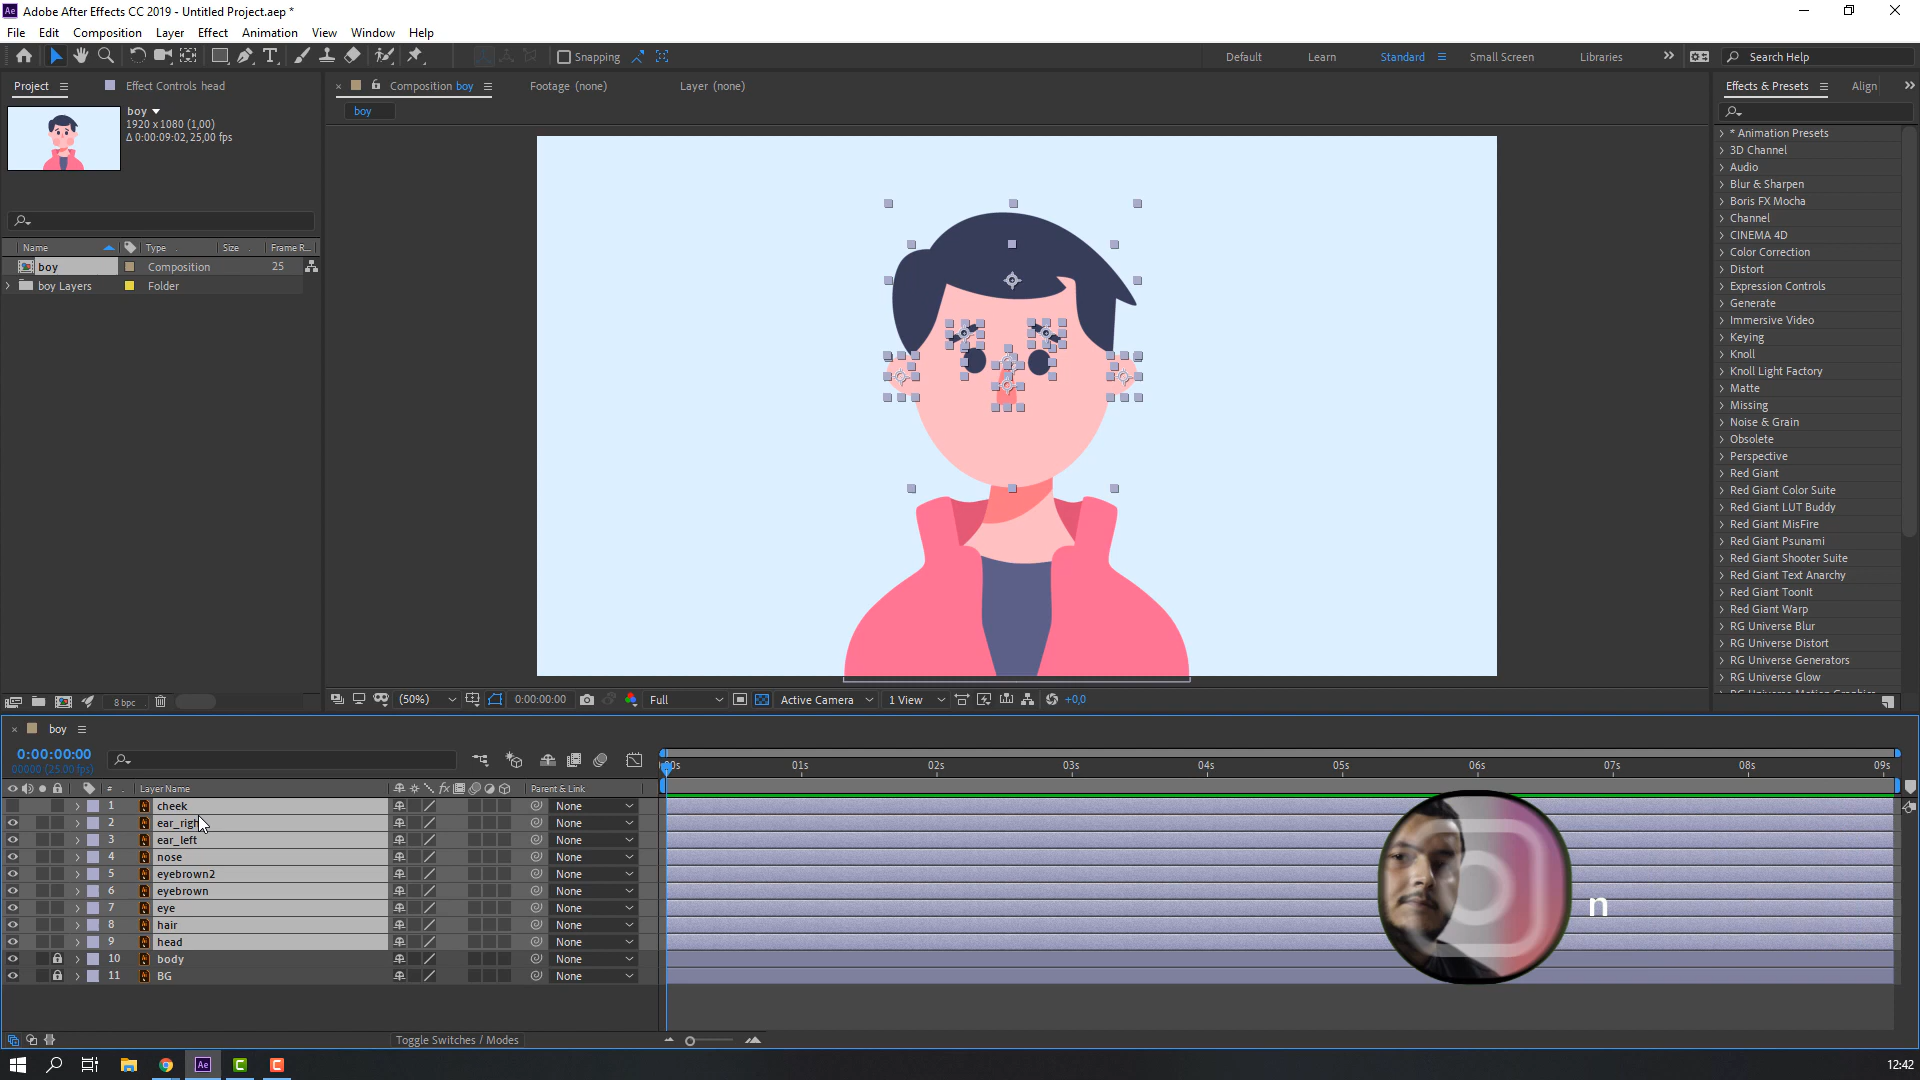 Adobe After Effects CC 2019 - Untitled Project.aep *
File Edit Composition Layer Effect Animation View Window Help
Snapping
Default Learn Standard Small Screen Libraries Search Help
Project Effect Controls head
Composition boy Footage (none) Layer (none)
Effects & Presets Align
boy
boy
1920 x 1080 (1,00)
Δ 0:00:09:02, 25,00 fps
Name Type Size Frame R...
boy Composition 25
boy Layers Folder
* Animation Presets
3D Channel
Audio
Blur & Sharpen
Boris FX Mocha
Channel
CINEMA 4D
Color Correction
Distort
Expression Controls
Generate
Immersive Video
Keying
Knoll
Knoll Light Factory
Matte
Missing
Noise & Grain
Obsolete
Perspective
Red Giant
Red Giant Color Suite
Red Giant LUT Buddy
Red Giant MisFire
Red Giant Psunami
Red Giant Shooter Suite
Red Giant Text Anarchy
Red Giant ToonIt
Red Giant Warp
RG Universe Blur
RG Universe Distort
RG Universe Generators
RG Universe Glow
RG Universe Motion Graphics
8 bpc
(50%) 0:00:00:00 Full Active Camera 1 View +0,0
boy
0:00:00:00
00000 (25.00 fps)
:00s 01s 02s 03s 04s 05s 06s 07s 08s 09s
# Layer Name fx Parent & Link
1 cheek None
2 ear_righ None
3 ear_left None
4 nose None
5 eyebrown2 None
6 eyebrown None
7 eye None
8 hair None
9 head None
10 body None
11 BG None
n
Toggle Switches / Modes
Ae
12:42